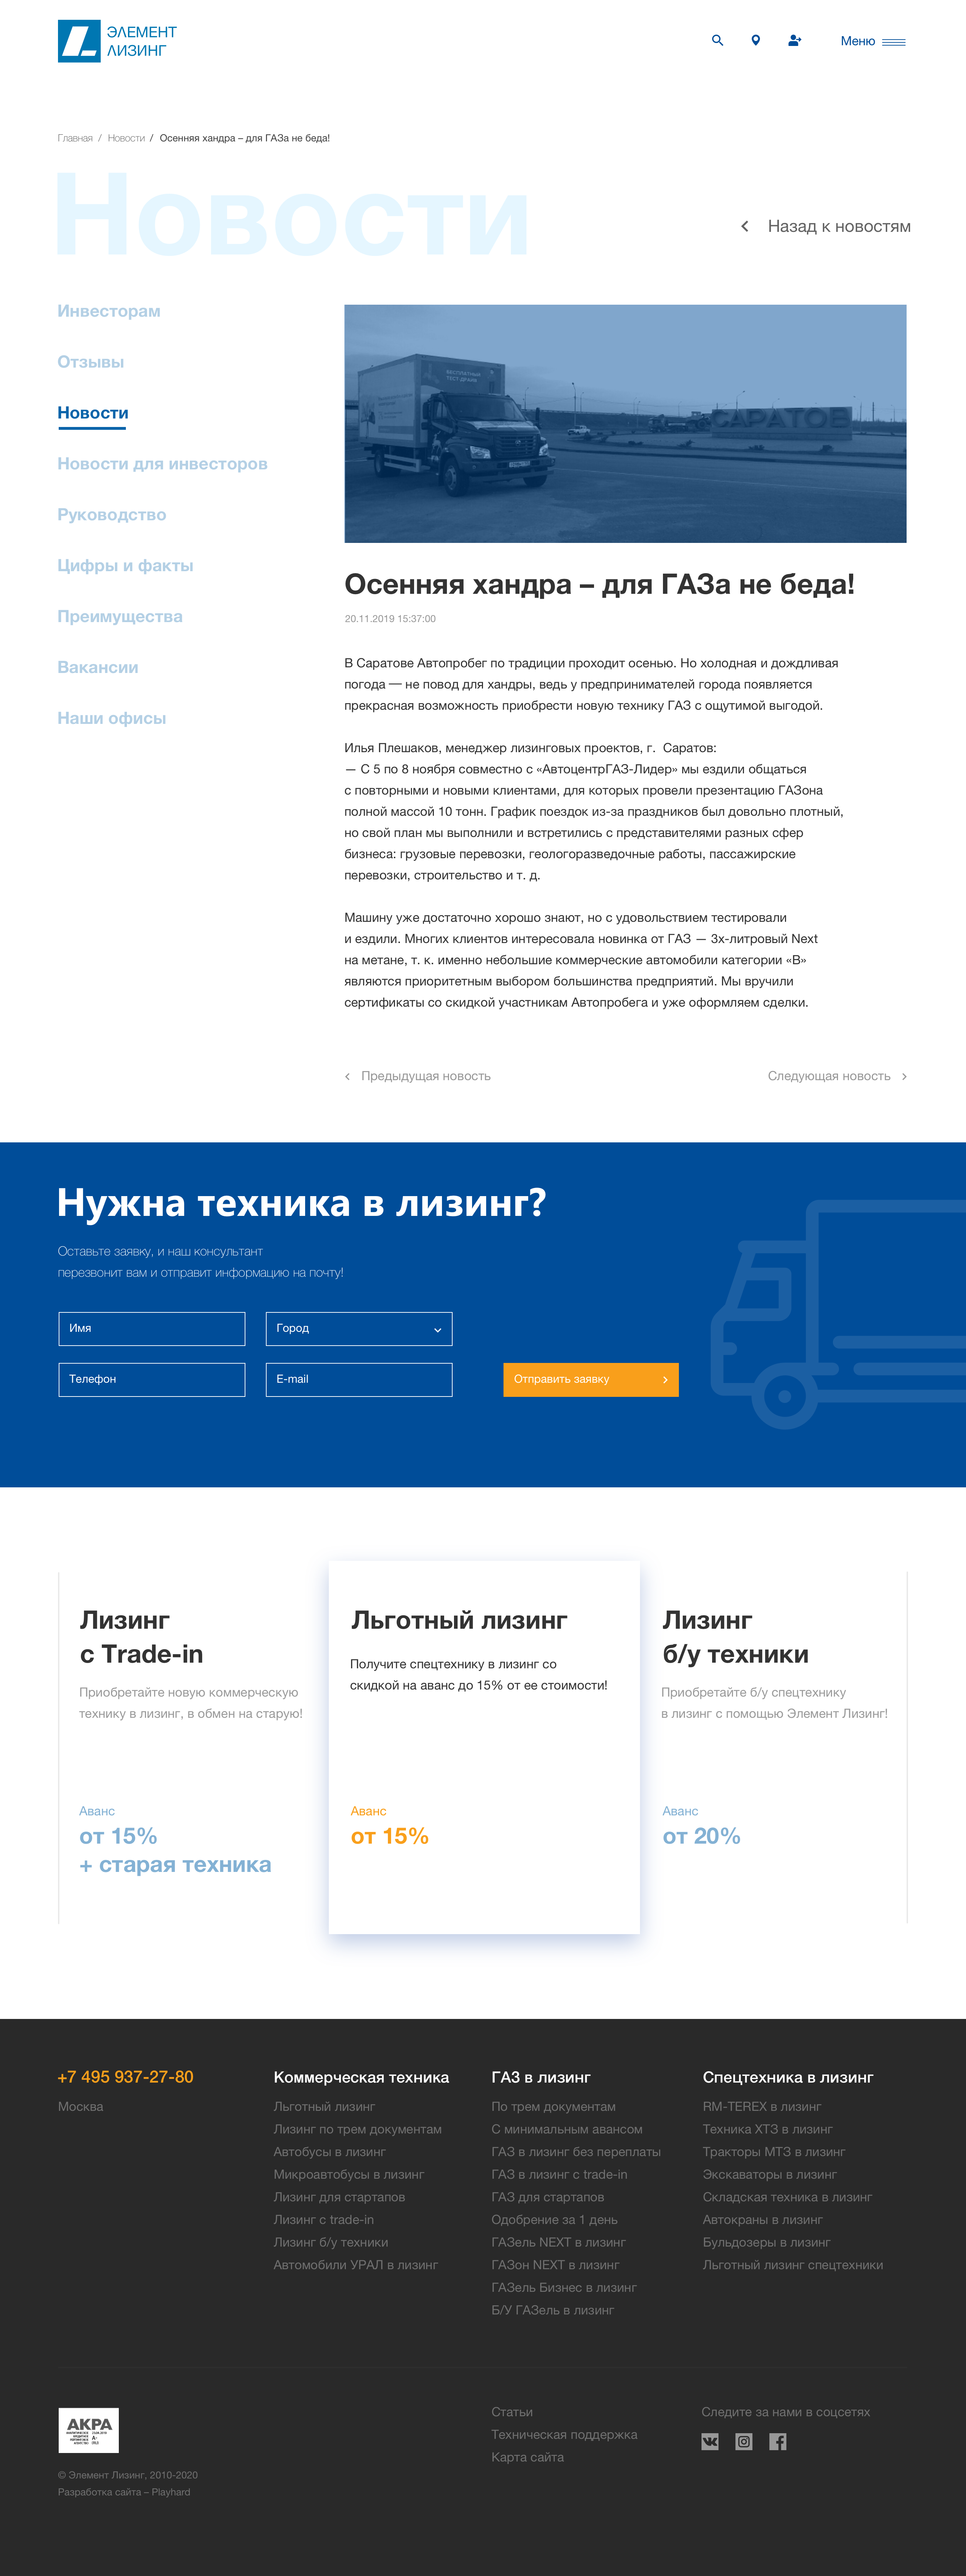 ЭЛЕМЕНТ
ЛИЗИНГ
Меню
Главная / Новости / Осенняя хандра – для ГАЗа не беда!
Новости
Назад к новостям
Инвесторам
Отзывы
Новости
Новости для инвесторов
Руководство
Цифры и факты
Преимущества
Вакансии
Наши офисы
БЕСПЛАТНЫЙ
ТЕСТ-ДРАЙВ
САРАТОВ
Осенняя хандра – для ГАЗа не беда!
20.11.2019 15:37:00
В Саратове Автопробег по традиции проходит осенью. Но холодная и дождливая
погода — не повод для хандры, ведь у предпринимателей города появляется
прекрасная возможность приобрести новую технику ГАЗ с ощутимой выгодой.
Илья Плешаков, менеджер лизинговых проектов, г. Саратов:
— С 5 по 8 ноября совместно с «АвтоцентрГАЗ-Лидер» мы ездили общаться
с повторными и новыми клиентами, для которых провели презентацию ГАЗона
полной массой 10 тонн. График поездок из-за праздников был довольно плотный,
но свой план мы выполнили и встретились с представителями разных сфер
бизнеса: грузовые перевозки, геологоразведочные работы, пассажирские
перевозки, строительство и т. д.
Машину уже достаточно хорошо знают, но с удовольствием тестировали
и ездили. Многих клиентов интересовала новинка от ГАЗ — 3х-литровый Next
на метане, т. к. именно небольшие коммерческие автомобили категории «В»
являются приоритетным выбором большинства предприятий. Мы вручили
сертификаты со скидкой участникам Автопробега и уже оформляем сделки.
Предыдущая новость
Следующая новость
Нужна техника в лизинг?
Оставьте заявку, и наш консультант
перезвонит вам и отправит информацию на почту!
Имя
Город
Телефон
E-mail
Отправить заявку
Лизинг
с Trade-in
Приобретайте новую коммерческую
технику в лизинг, в обмен на старую!
Аванс
от 15%
+ старая техника
Льготный лизинг
Получите спецтехнику в лизинг со
скидкой на аванс до 15% от ее стоимости!
Аванс
от 15%
Лизинг
б/у техники
Приобретайте б/у спецтехнику
в лизинг с помощью Элемент Лизинг!
Аванс
от 20%
+7 495 937-27-80
Москва
Коммерческая техника
Льготный лизинг
Лизинг по трем документам
Автобусы в лизинг
Микроавтобусы в лизинг
Лизинг для стартапов
Лизинг с trade-in
Лизинг б/у техники
Автомобили УРАЛ в лизинг
ГАЗ в лизинг
По трем документам
С минимальным авансом
ГАЗ в лизинг без переплаты
ГАЗ в лизинг с trade-in
ГАЗ для стартапов
Одобрение за 1 день
ГАЗель NEXT в лизинг
ГАЗон NEXT в лизинг
ГАЗель Бизнес в лизинг
Б/У ГАЗель в лизинг
Спецтехника в лизинг
RM-TEREX в лизинг
Техника ХТЗ в лизинг
Тракторы МТЗ в лизинг
Экскаваторы в лизинг
Складская техника в лизинг
Автокраны в лизинг
Бульдозеры в лизинг
Льготный лизинг спецтехники
АКРА
© Элемент Лизинг, 2010-2020
Разработка сайта – Playhard
Статьи
Техническая поддержка
Карта сайта
Следите за нами в соцсетях